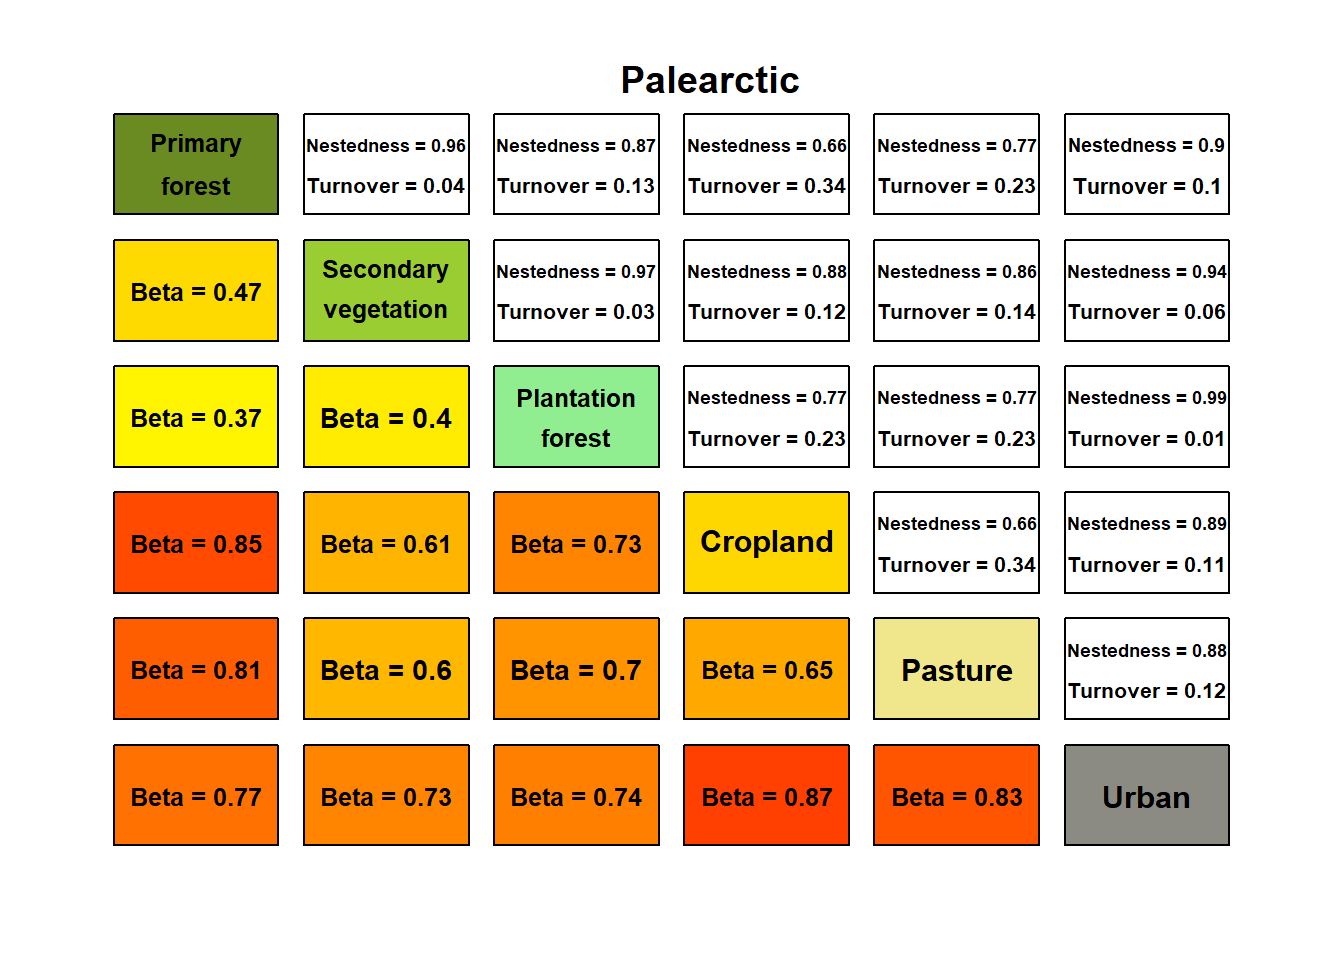 Palearctic
Primary
forest
Nestedness = 0.96
Turnover = 0.04
Nestedness = 0.87
Turnover = 0.13
Nestedness = 0.66
Turnover = 0.34
Nestedness = 0.77
Turnover = 0.23
Nestedness = 0.9
Turnover = 0.1
Beta = 0.47
Secondary
vegetation
Nestedness = 0.97
Turnover = 0.03
Nestedness = 0.88
Turnover = 0.12
Nestedness = 0.86
Turnover = 0.14
Nestedness = 0.94
Turnover = 0.06
Beta = 0.37
Beta = 0.4
Plantation
forest
Nestedness = 0.77
Turnover = 0.23
Nestedness = 0.77
Turnover = 0.23
Nestedness = 0.99
Turnover = 0.01
Beta = 0.85
Beta = 0.61
Beta = 0.73
Cropland
Nestedness = 0.66
Turnover = 0.34
Nestedness = 0.89
Turnover = 0.11
Beta = 0.81
Beta = 0.6
Beta = 0.7
Beta = 0.65
Pasture
Nestedness = 0.88
Turnover = 0.12
Beta = 0.77
Beta = 0.73
Beta = 0.74
Beta = 0.87
Beta = 0.83
Urban